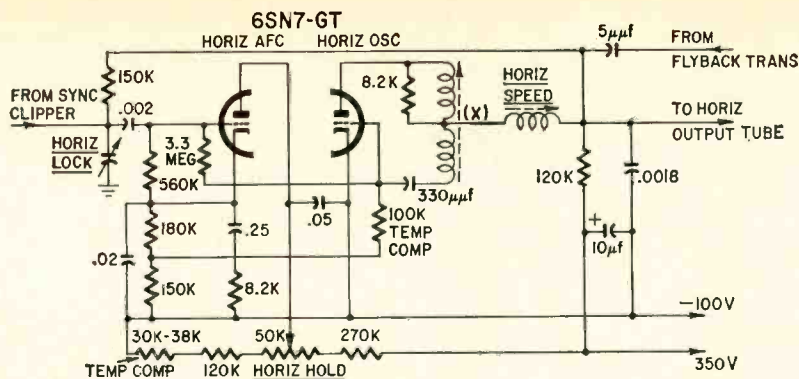 6SN7-GT
HORIZ AFC HORIZ OSC
5μμf
FROM
FLYBACK TRANS
150K
8.2K
HORIZ
SPEED
(X)
FROM SYNC
CLIPPER
.002
TO HORIZ
OUTPUT TUBE
HORIZ
LOCK
3.3
MEG
560K
330μμf
120K
.0018
180K
.25
.05
100K
TEMP
COMP
+
10μf
.02
150K
8.2K
-100V
30K-38K
50K
270K
TEMP COMP
120K
HORIZ HOLD
350V